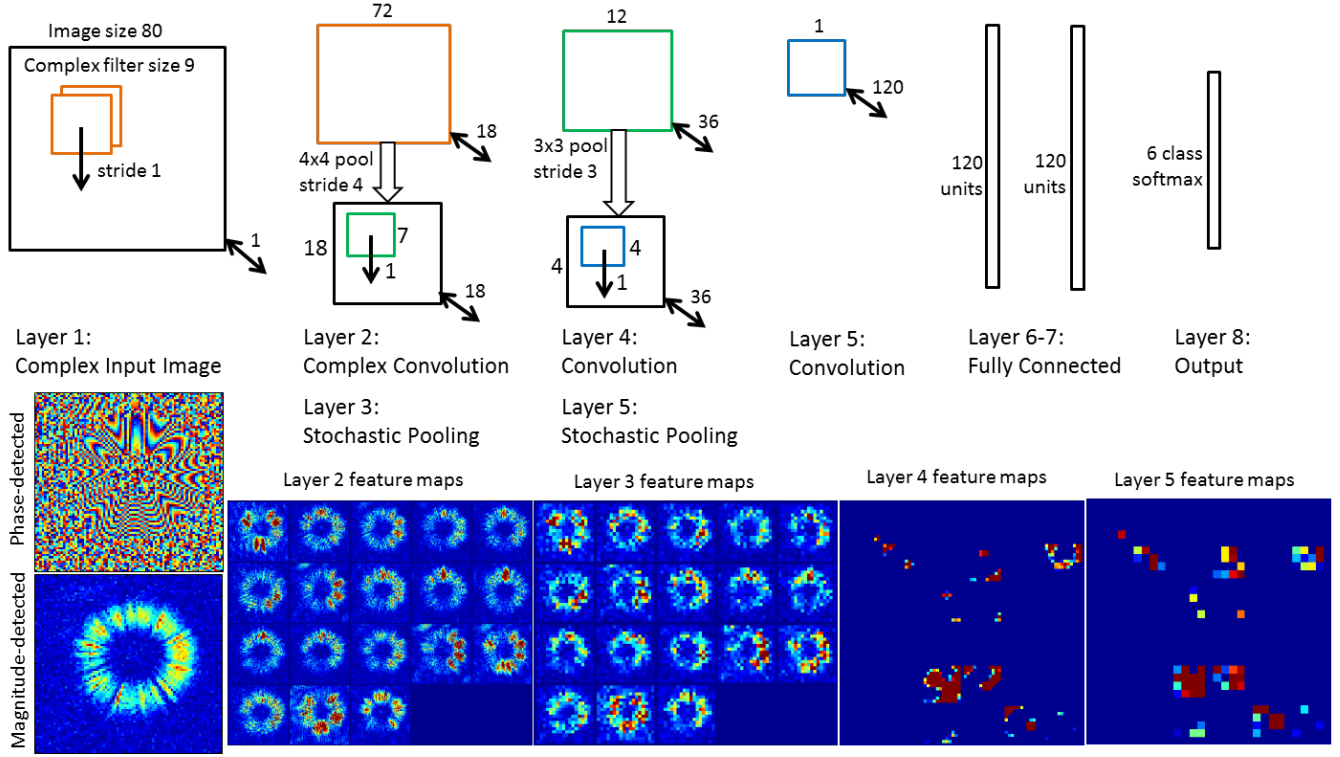 Image size 80
Complex filter size 9
stride 1
1
72
18
4x4 pool
stride 4
18
7
1
18
12
36
3x3 pool
stride 3
4
4
1
36
1
120
120
units
120
units
6 class
softmax
Layer 1:
Complex Input Image
Layer 2:
Complex Convolution
Layer 3:
Stochastic Pooling
Layer 4:
Convolution
Layer 5:
Stochastic Pooling
Layer 5:
Convolution
Layer 6-7:
Fully Connected
Layer 8:
Output
Phase-detected
Magnitude-detected
Layer 2 feature maps
Layer 3 feature maps
Layer 4 feature maps
Layer 5 feature maps